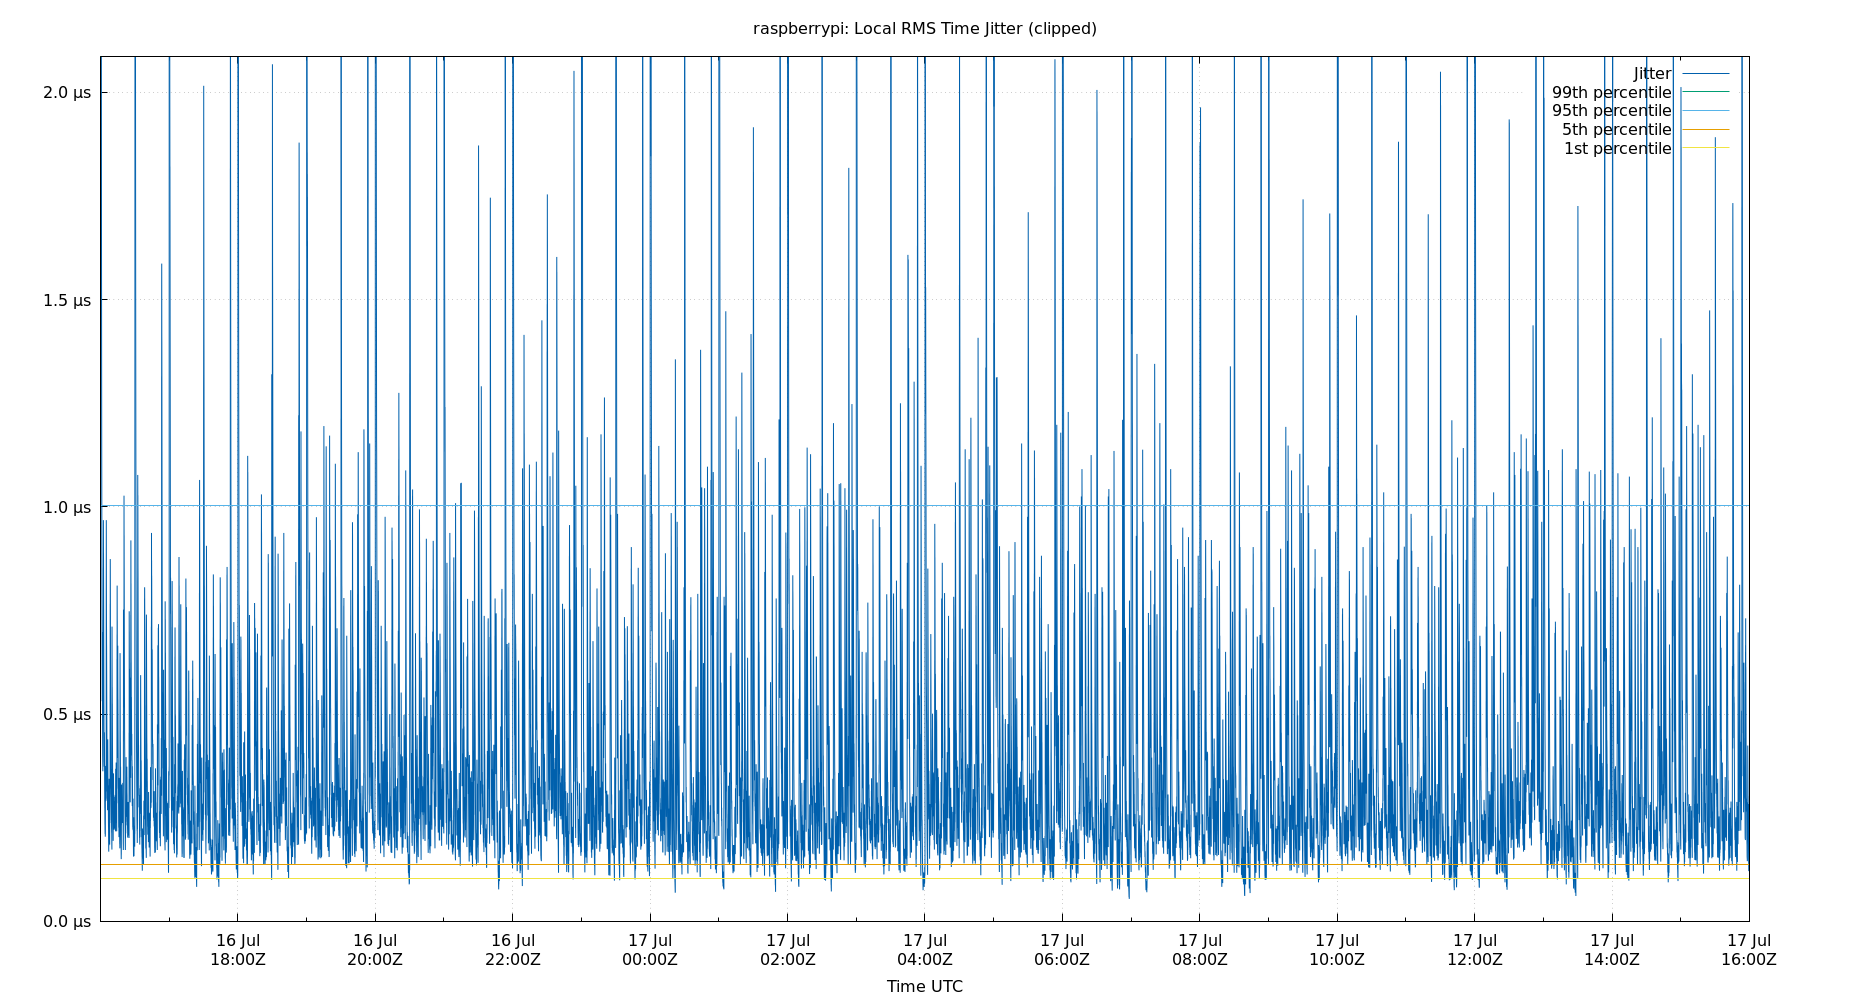 raspberrypi: Local RMS Time Jitter (clipped)
Jitter
99th percentile
95th percentile
5th percentile
1st percentile
2.0 µs
1.5 µs
1.0 µs
0.5 µs
0.0 µs
16 Jul 16 Jul 16 Jul 17 Jul 17 Jul 17 Jul 17 Jul 17 Jul 17 Jul 17 Jul 17 Jul 17 Jul
18:00Z 20:00Z 22:00Z 00:00Z 02:00Z 04:00Z 06:00Z 08:00Z 10:00Z 12:00Z 14:00Z 16:00Z
Time UTC